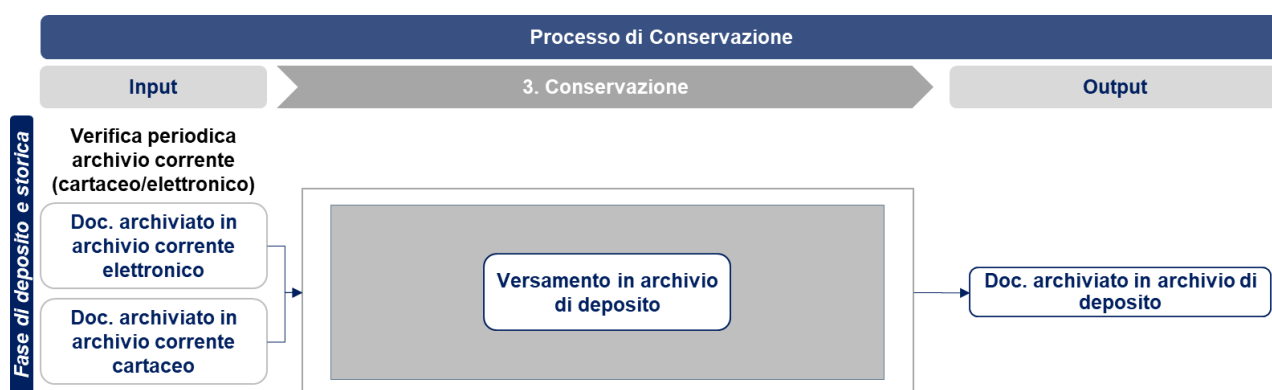 Processo di Conservazione
Input
3. Conservazione
Output
Fase di deposito e storica
Verifica periodica
archivio corrente
(cartaceo/elettronico)
Doc. archiviato in
archivio corrente
elettronico
Doc. archiviato in
archivio corrente
cartaceo
Versamento in archivio
di deposito
Doc. archiviato in archivio di
deposito